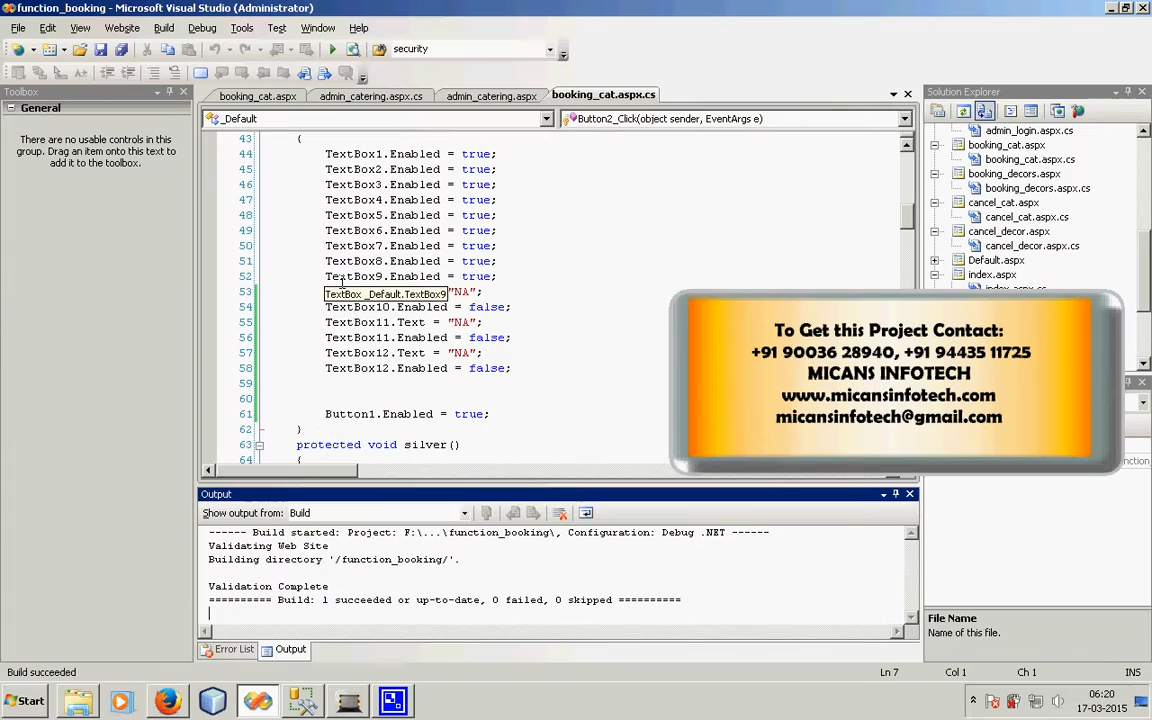 function_booking - Microsoft Visual Studio (Administrator)
File Edit View Website Build Debug Tools Test Window Help
security
Toolbox
General
There are no usable controls in this
group. Drag an item onto this text to
add it to the toolbox.
booking_cat.aspx admin_catering.aspx.cs admin_catering.aspx booking_cat.aspx.cs
_Default Button2_Click(object sender, EventArgs e)
43 {
44 TextBox1.Enabled = true;
45 TextBox2.Enabled = true;
46 TextBox3.Enabled = true;
47 TextBox4.Enabled = true;
48 TextBox5.Enabled = true;
49 TextBox6.Enabled = true;
50 TextBox7.Enabled = true;
51 TextBox8.Enabled = true;
52 TextBox9.Enabled = true;
53 "NA";
TextBox _Default.TextBox9
54 TextBox10.Enabled = false;
55 TextBox11.Text = "NA";
56 TextBox11.Enabled = false;
57 TextBox12.Text = "NA";
58 TextBox12.Enabled = false;
59
60
61 Button1.Enabled = true;
62 }
63 protected void silver()
64 {
Solution Explorer
admin_login.aspx.cs
booking_cat.aspx
booking_cat.aspx.cs
booking_decors.aspx
booking_decors.aspx.cs
cancel_cat.aspx
cancel_cat.aspx.cs
cancel_decor.aspx
cancel_decor.aspx.cs
Default.aspx
index.aspx
To Get this Project Contact:
+91 90036 28940, +91 94435 11725
MICANS INFOTECH
www.micansinfotech.com
micansinfotech@gmail.com
Output
Show output from: Build
------ Build started: Project: F:\...\function_booking\, Configuration: Debug .NET ------
Validating Web Site
Building directory '/function_booking/'.
Validation Complete
========== Build: 1 succeeded or up-to-date, 0 failed, 0 skipped ==========
Error List Output
File Name
Name of this file.
Build succeeded Ln 7 Col 1 Ch 1 INS
Start
06:20
17-03-2015